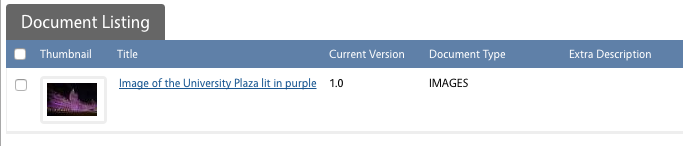 Document Listing
Thumbnail Title Current Version Document Type Extra Description
Image of the University Plaza lit in purple 1.0 IMAGES